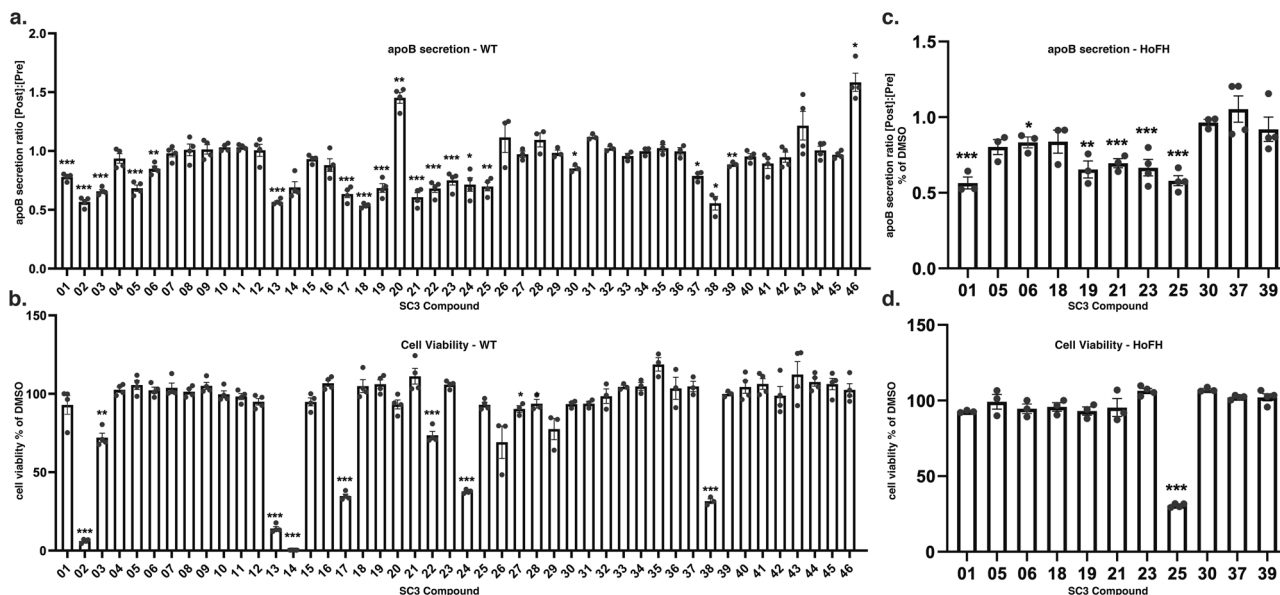 a.
apoB secretion - WT
apoB secretion ratio [Post]:[Pre]
2.0
1.5
1.0
0.5
0.0
*** *** *** *** ** *** *** *** *** ** *** *** *** * ** * * * ** *
01 02 03 04 05 06 07 08 09 10 11 12 13 14 15 16 17 18 19 20 21 22 23 24 25 26 27 28 29 30 31 32 33 34 35 36 37 38 39 40 41 42 43 44 45 46
SC3 Compound
b.
Cell Viability - WT
cell viablity % of DMSO
150
100
50
0
*** ** *** *** *** *** *** * ***
01 02 03 04 05 06 07 08 09 10 11 12 13 14 15 16 17 18 19 20 21 22 23 24 25 26 27 28 29 30 31 32 33 34 35 36 37 38 39 40 41 42 43 44 45 46
SC3 Compound
c.
apoB secretion - HoFH
apoB secretion ratio [Post]:[Pre]
% of DMSO
1.5
1.0
0.5
0.0
*** * ** *** *** ***
01 05 06 18 19 21 23 25 30 37 39
SC3 Compound
d.
Cell Viability - HoFH
cell viablity % of DMSO
150
100
50
0
***
01 05 06 18 19 21 23 25 30 37 39
SC3 Compound